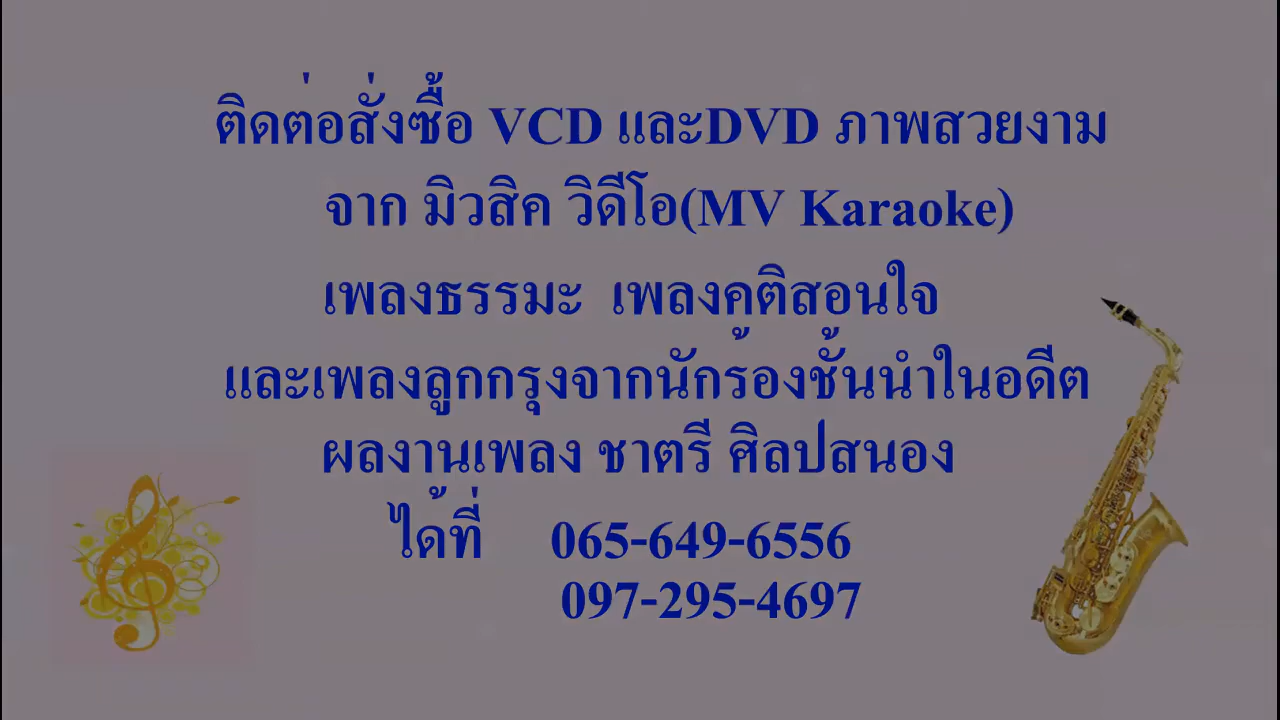 ติดต่อสั่งซื้อ VCD และDVD ภาพสวยงาม
จาก มิวสิค วิดีโอ(MV Karaoke)
เพลงธรรมะ เพลงคติสอนใจ
และเพลงลูกกรุงจากนักร้องชั้นนำในอดีต
ผลงานเพลง ชาตรี ศิลปสนอง
ได้ที่ 065-649-6556
097-295-4697